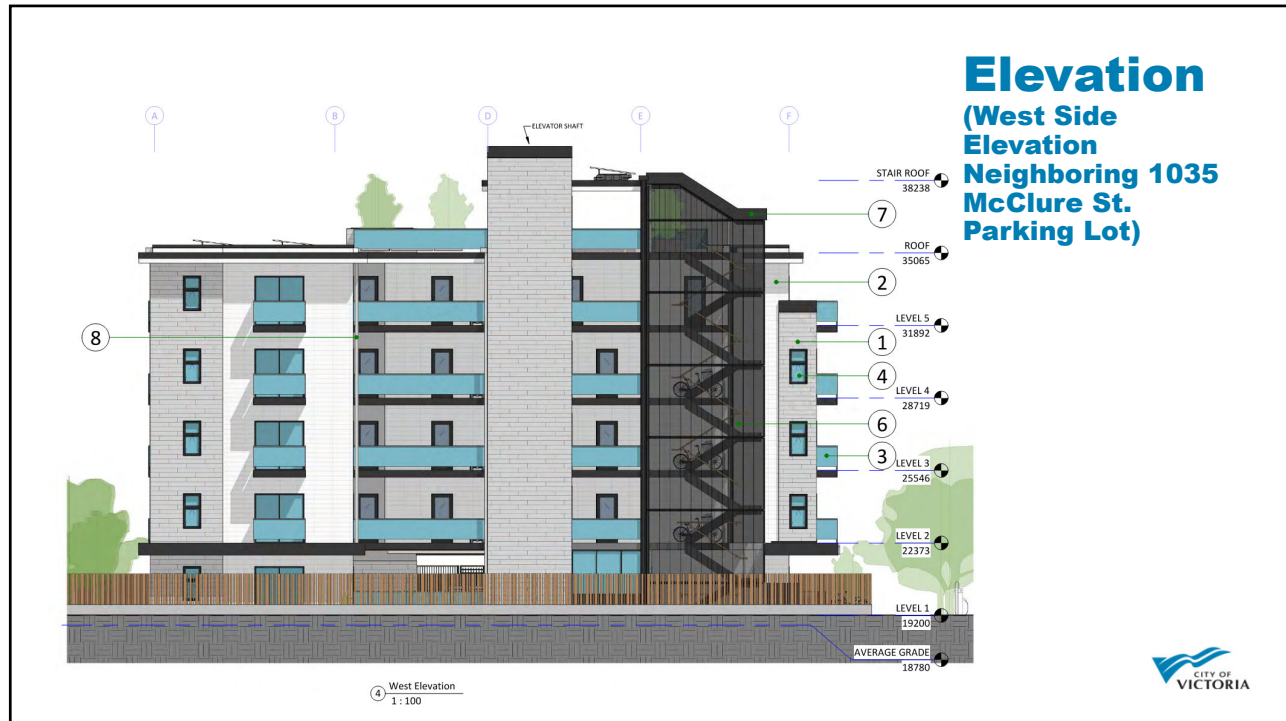 Elevation
(West Side
Elevation
Neighboring 1035
McClure St.
Parking Lot)
A
B
D
E
F
ELEVATOR SHAFT
STAIR ROOF
38238
7
ROOF
35065
2
LEVEL 5
31892
8
1
4
LEVEL 4
28719
6
3
LEVEL 3
25546
LEVEL 2
22373
LEVEL 1
19200
AVERAGE GRADE
18780
4
West Elevation
1 : 100
CITY OF
VICTORIA